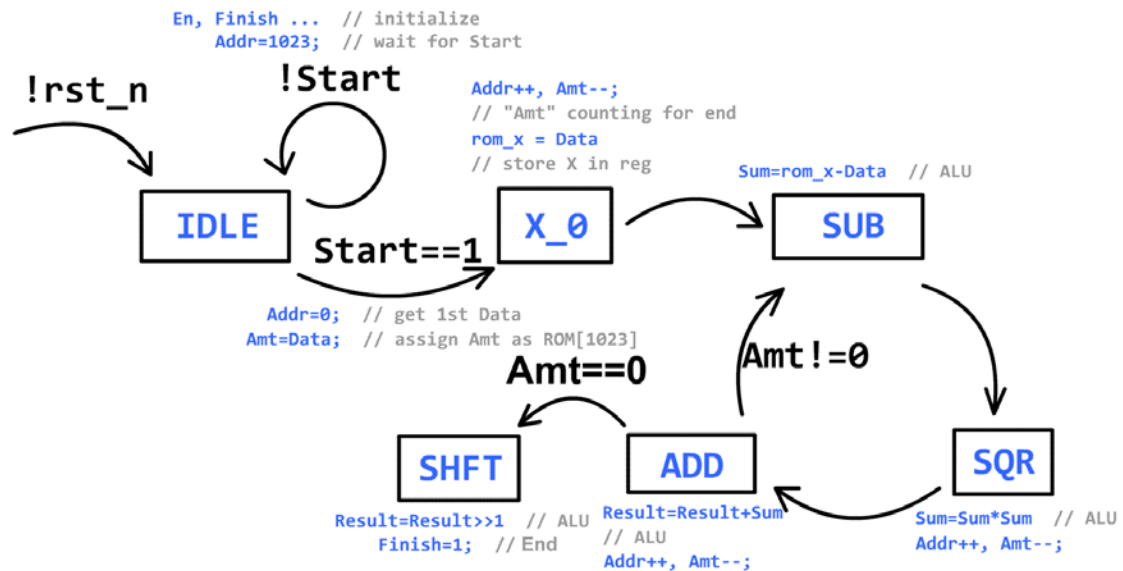 En, Finish ... // initialize
Addr=1023; // wait for Start
!rst_n
!Start
Addr++, Amt--;
// "Amt" counting for end
rom_x = Data
// store X in reg
Sum=rom_x-Data // ALU
IDLE
X_0
SUB
Start==1
Addr=0; // get 1st Data
Amt=Data; // assign Amt as ROM[1023]
Amt==0
Amt!=0
SHFT
ADD
SQR
Result=Result>>1 // ALU
Finish=1; // End
Result=Result+Sum
// ALU
Addr++, Amt--;
Sum=Sum*Sum // ALU
Addr++, Amt--;